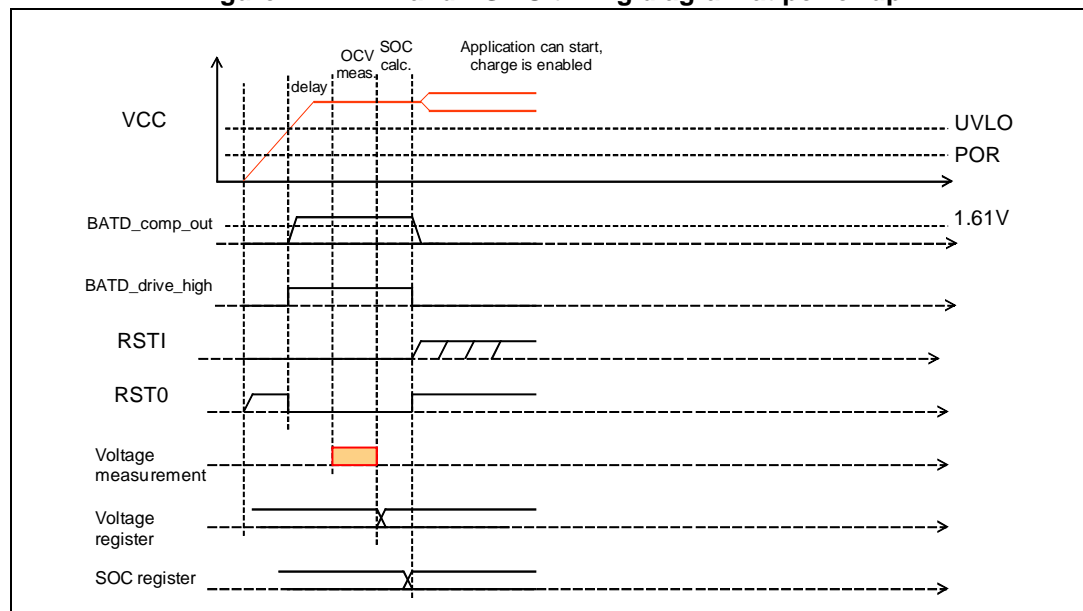 SOC
OCV
calc.
meas.
delay
Application can start,
charge is enabled
VCC
UVLO
POR
BATD_comp_out
1.61V
BATD_drive_high
RSTI
RST0
Voltage
measurement
Voltage
register
SOC register